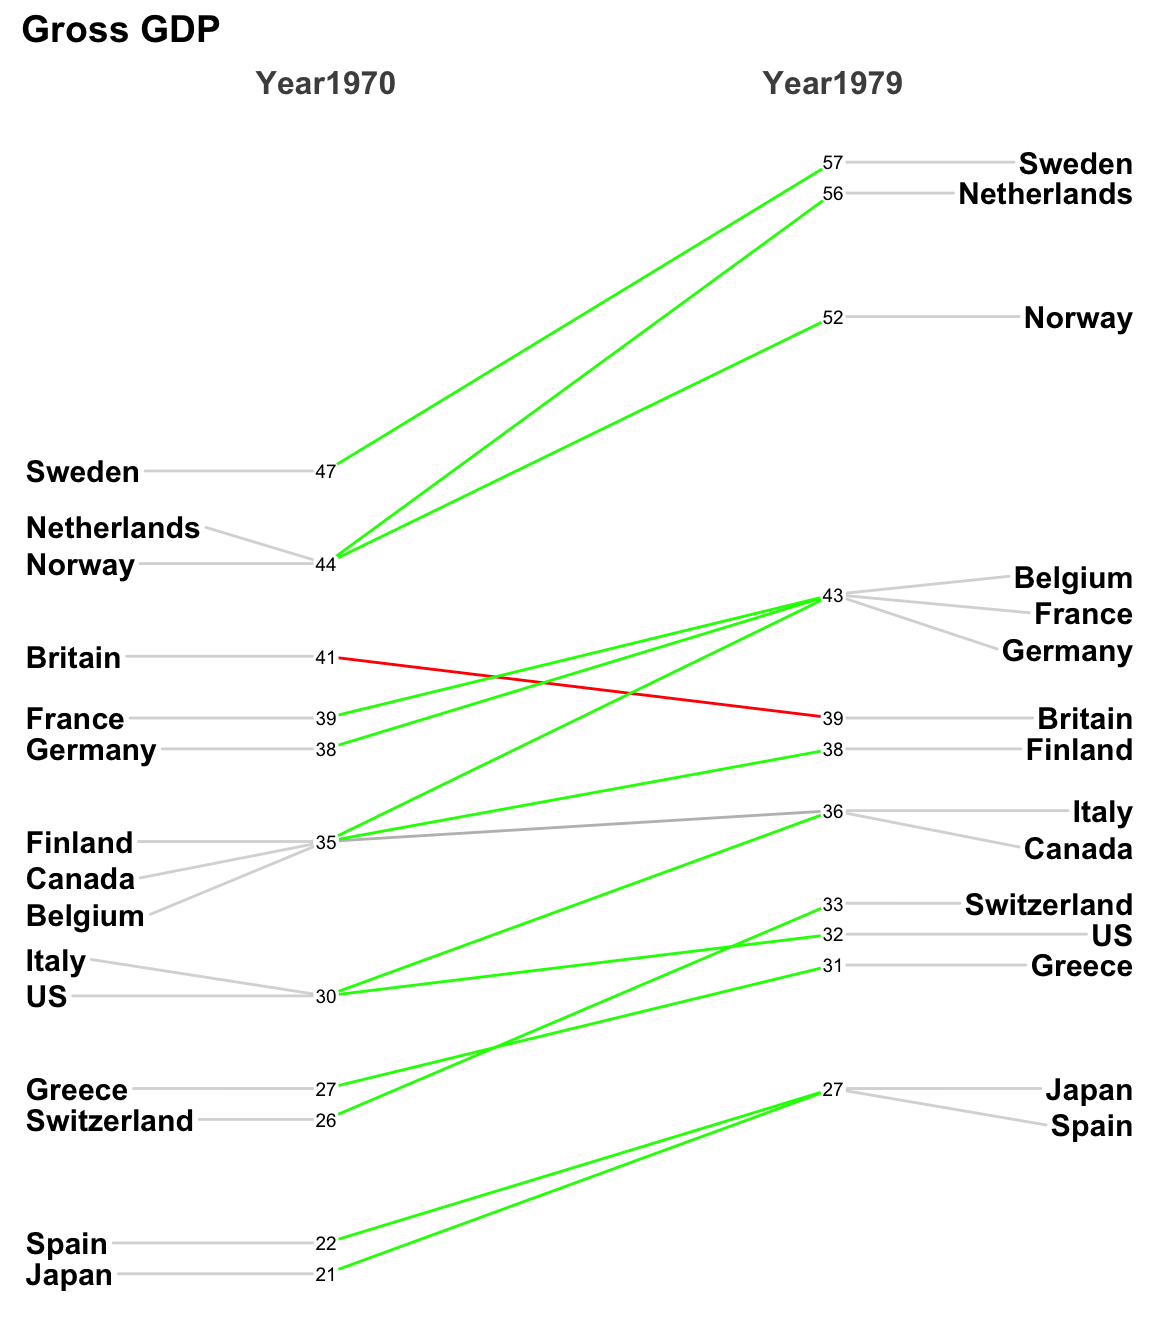 Gross GDP
Year1970 Year1979
57 Sweden
56 Netherlands
52 Norway
Sweden 47
Netherlands
Norway 44
Belgium
43
France
Germany
Britain 41
France 39 39 Britain
Germany 38 38 Finland
36 Italy
Finland 35
Canada
Canada
Belgium
33 Switzerland
32 US
Italy
31 Greece
US 30
Greece 27 27 Japan
Switzerland 26
Spain
Spain 22
Japan 21